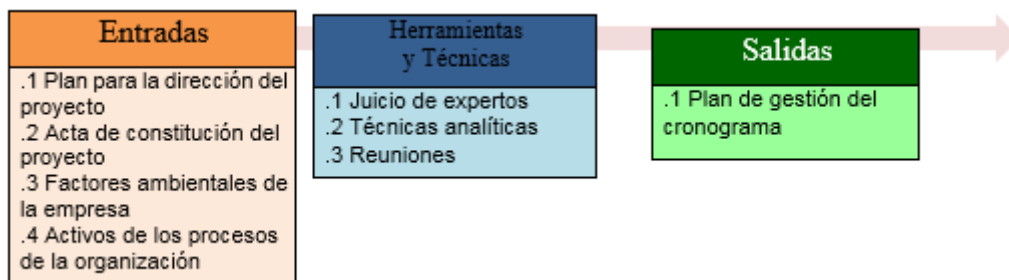 Entradas
.1 Plan para la dirección del
proyecto
.2 Acta de constitución del
proyecto
.3 Factores ambientales de
la empresa
.4 Activos de los procesos
de la organización
Herramientas
y Técnicas
.1 Juicio de expertos
.2 Técnicas analíticas
.3 Reuniones
Salidas
.1 Plan de gestión del
cronograma